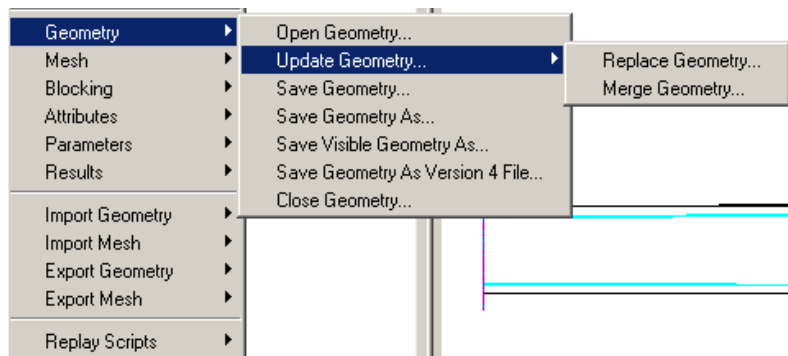 Geometry
Mesh
Blocking
Attributes
Parameters
Results
Import Geometry
Import Mesh
Export Geometry
Export Mesh
Replay Scripts
Open Geometry...
Update Geometry...
Save Geometry...
Save Geometry As...
Save Visible Geometry As...
Save Geometry As Version 4 File...
Close Geometry...
Replace Geometry...
Merge Geometry...